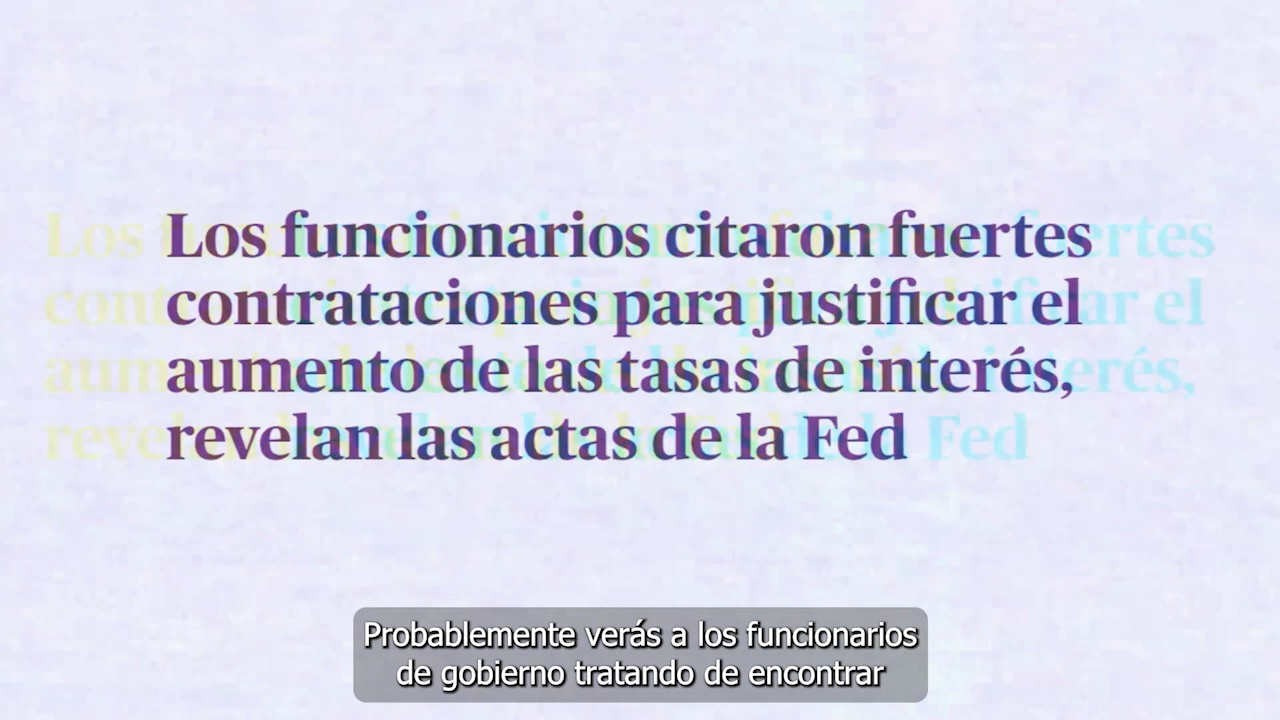 Los funcionarios citaron fuertes
contrataciones para justificar el
aumento de las tasas de interés,
revelan las actas de la Fed
Probablemente verás a los funcionarios
de gobierno tratando de encontrar